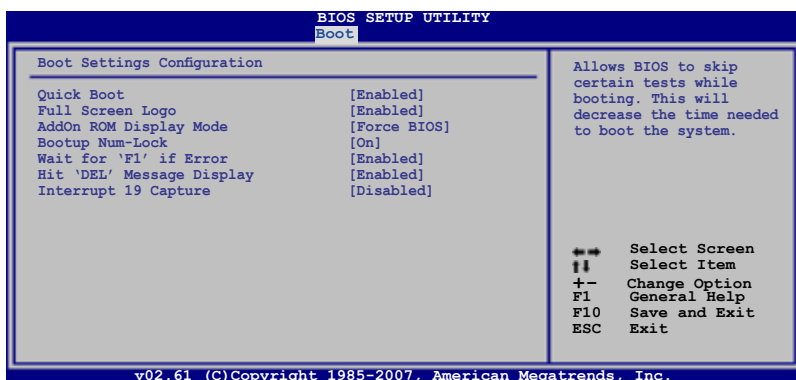 BIOS SETUP UTILITY
Boot
Boot Settings Configuration
Quick Boot [Enabled]
Full Screen Logo [Enabled]
AddOn ROM Display Mode [Force BIOS]
Bootup Num-Lock [On]
Wait for ‘F1’ if Error [Enabled]
Hit ‘DEL’ Message Display [Enabled]
Interrupt 19 Capture [Disabled]
Allows BIOS to skip
certain tests while
booting. This will
decrease the time needed
to boot the system.
←→ Select Screen
↑↓ Select Item
+- Change Option
F1 General Help
F10 Save and Exit
ESC Exit
v02.61 (C)Copyright 1985-2007, American Megatrends, Inc.